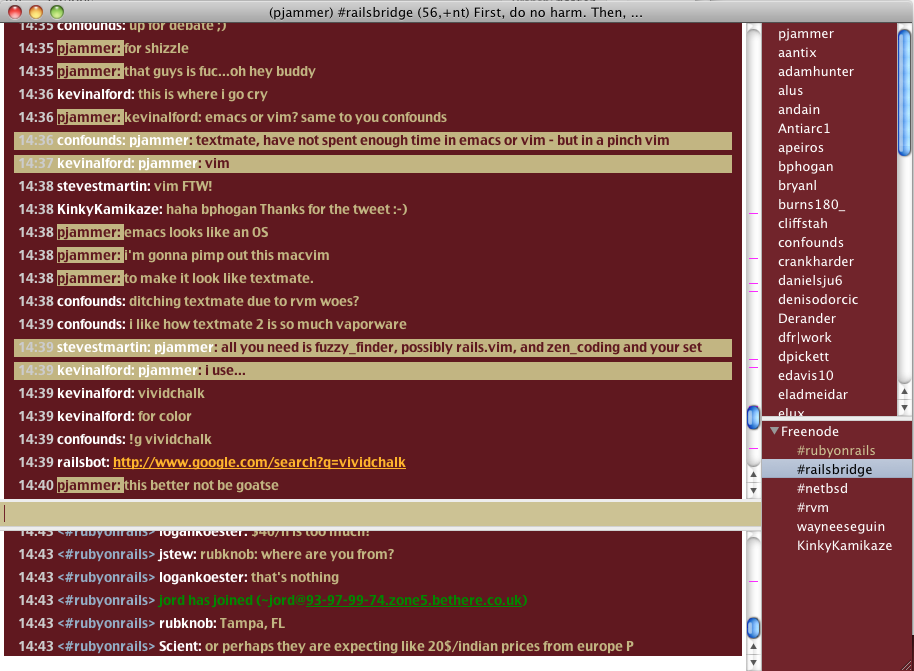 (pjammer) #railsbridge (56,+nt) First, do no harm. Then, ...
14:35 confounds: up for debate ;)
14:35 pjammer: for shizzle
14:35 pjammer: that guys is fuc...oh hey buddy
14:36 kevinalford: this is where i go cry
14:36 pjammer: kevinalford: emacs or vim? same to you confounds
14:36 confounds: pjammer: textmate, have not spent enough time in emacs or vim - but in a pinch vim
14:37 kevinalford: pjammer: vim
14:38 stevestmartin: vim FTW!
14:38 KinkyKamikaze: haha bphogan Thanks for the tweet :-)
14:38 pjammer: emacs looks like an OS
14:38 pjammer: i'm gonna pimp out this macvim
14:38 pjammer: to make it look like textmate.
14:38 confounds: ditching textmate due to rvm woes?
14:39 confounds: i like how textmate 2 is so much vaporware
14:39 stevestmartin: pjammer: all you need is fuzzy_finder, possibly rails.vim, and zen_coding and your set
14:39 kevinalford: pjammer: i use...
14:39 kevinalford: vividchalk
14:39 kevinalford: for color
14:39 confounds: !g vividchalk
14:39 railsbot: http://www.google.com/search?q=vividchalk
14:40 pjammer: this better not be goatse
14:43 <#rubyonrails> logankoester: $40/h is too much!
14:43 <#rubyonrails> jstew: rubknob: where are you from?
14:43 <#rubyonrails> logankoester: that's nothing
14:43 <#rubyonrails> jord has joined (~jord@93-97-99-74.zone5.bethere.co.uk)
14:43 <#rubyonrails> rubknob: Tampa, FL
14:43 <#rubyonrails> Scient: or perhaps they are expecting like 20$/indian prices from europe P
pjammer
aantix
adamhunter
alus
andain
Antiarc1
apeiros
bphogan
bryanl
burns180_
cliffstah
confounds
crankharder
danielsju6
denisodorcic
Derander
dfr|work
dpickett
edavis10
eladmeidar
elux
Freenode
#rubyonrails
#railsbridge
#netbsd
#rvm
wayneeseguin
KinkyKamikaze